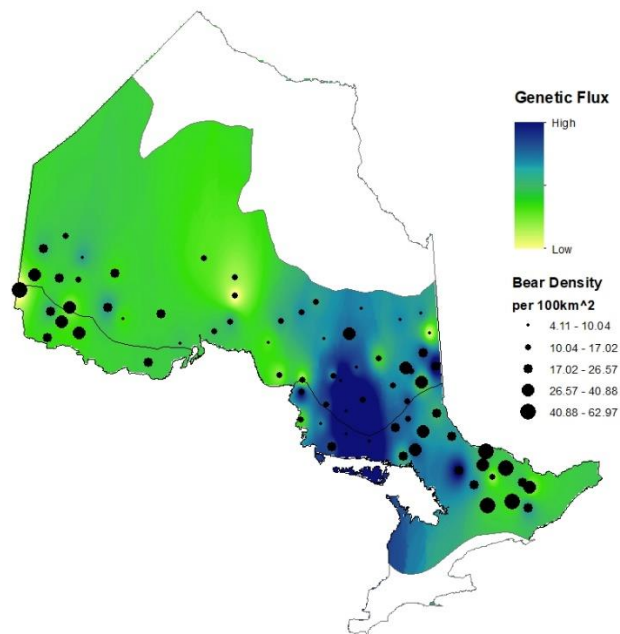 Genetic Flux
High
Low
Bear Density
per 100km^2
4.11 - 10.04
10.04 - 17.02
17.02 - 26.57
26.57 - 40.88
40.88 - 62.97